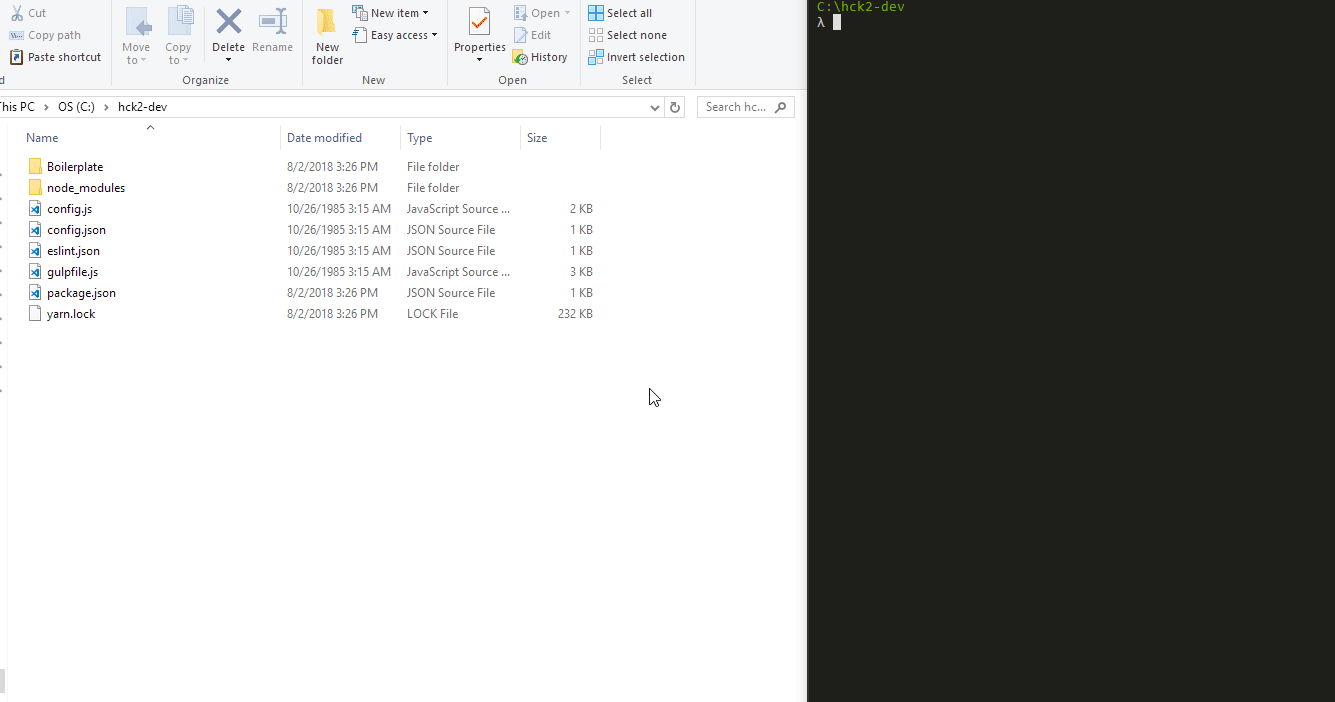 Cut
Copy path
Paste shortcut
Move to
Copy to
Delete
Rename
Organize
New folder
New item
Easy access
New
Properties
Open
Edit
History
Open
Select all
Select none
Invert selection
Select
This PC > OS (C:) > hck2-dev
Search hc...
Name Date modified Type Size
Boilerplate 8/2/2018 3:26 PM File folder
node_modules 8/2/2018 3:26 PM File folder
config.js 10/26/1985 3:15 AM JavaScript Source ... 2 KB
config.json 10/26/1985 3:15 AM JSON Source File 1 KB
eslint.json 10/26/1985 3:15 AM JSON Source File 1 KB
gulpfile.js 10/26/1985 3:15 AM JavaScript Source ... 3 KB
package.json 8/2/2018 3:26 PM JSON Source File 1 KB
yarn.lock 8/2/2018 3:26 PM LOCK File 232 KB
C:\hck2-dev
λ